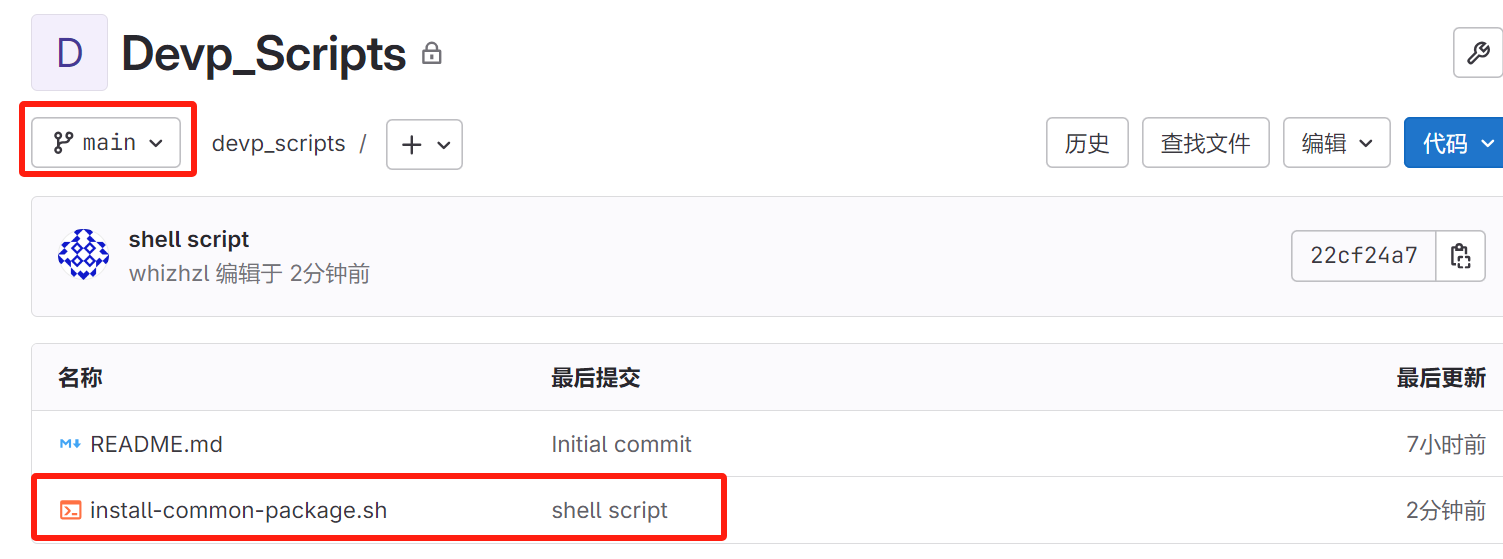 D Devp_Scripts
main devp_scripts / + 历史 查找文件 编辑 代码
shell script
whizhzl 编辑于 2分钟前
22cf24a7
名称 最后提交 最后更新
README.md Initial commit 7小时前
install-common-package.sh shell script 2分钟前